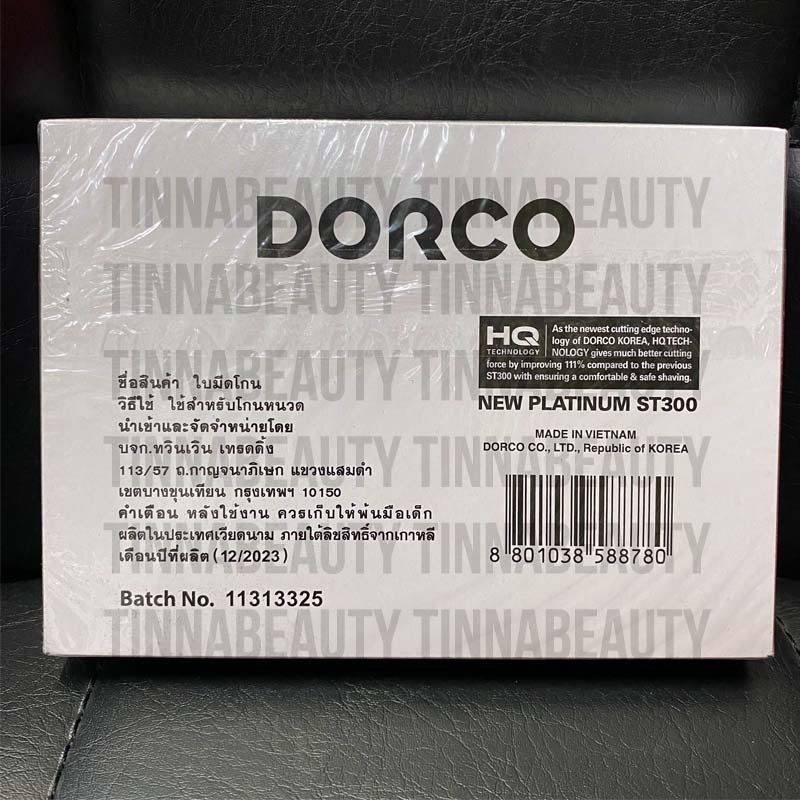 TINNABEAUTY TINNABEAUTY
DORCO
TINNABEAUTY TINNABEAUTY
HQ TECHNOLOGY
As the newest cutting edge techno-
logy of DORCO KOREA, HQ TECH-
NOLOGY gives much better cutting
force by improving 111% compared to the previous
ST300 with ensuring a comfortable & safe shaving.
NEW PLATINUM ST300
MADE IN VIETNAM
DORCO CO., LTD., Republic of KOREA
8 801038 588780
ชื่อสินค้า ใบมีดโกน
วิธีใช้ ใช้สำหรับโกนหนวด
นำเข้าและจัดจำหน่ายโดย
บจก.ทวินเวิน เทรดดิ้ง
113/57 ถ.กาญจนาภิเษก แขวงแสมดำ
เขตบางขุนเทียน กรุงเทพฯ 10150
คำเตือน หลังใช้งาน ควรเก็บให้พ้นมือเด็ก
ผลิตในประเทศเวียดนาม ภายใต้ลิขสิทธิ์จากเกาหลี
เดือนปีที่ผลิต (12/2023)
Batch No. 11313325
TINNABEAUTY TINNABEAUTY
TINNABEAUTY TINNABEAUTY
TINNABEAUTY TINNABEAUTY
TINNABEAUTY TINNABEAUTY